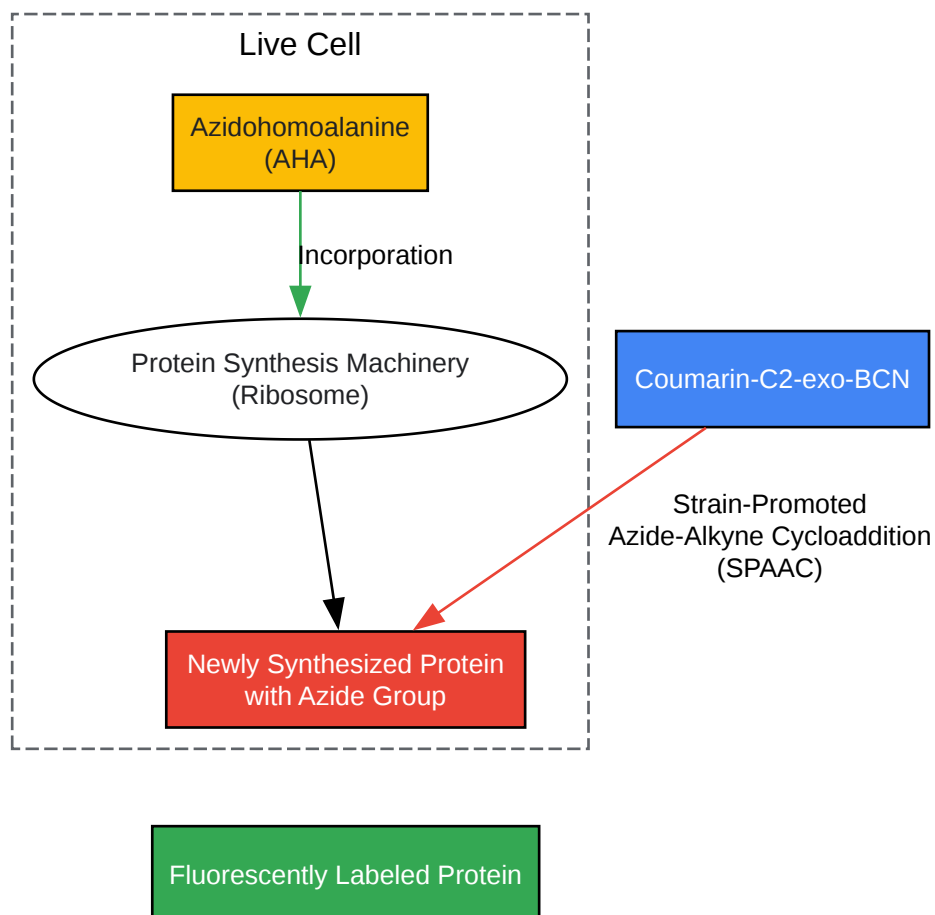 Live Cell
Azidohomoalanine
(AHA)
Incorporation
Protein Synthesis Machinery
(Ribosome)
Coumarin-C2-exo-BCN
Strain-Promoted
Azide-Alkyne Cycloaddition
(SPAAC)
Newly Synthesized Protein
with Azide Group
Fluorescently Labeled Protein